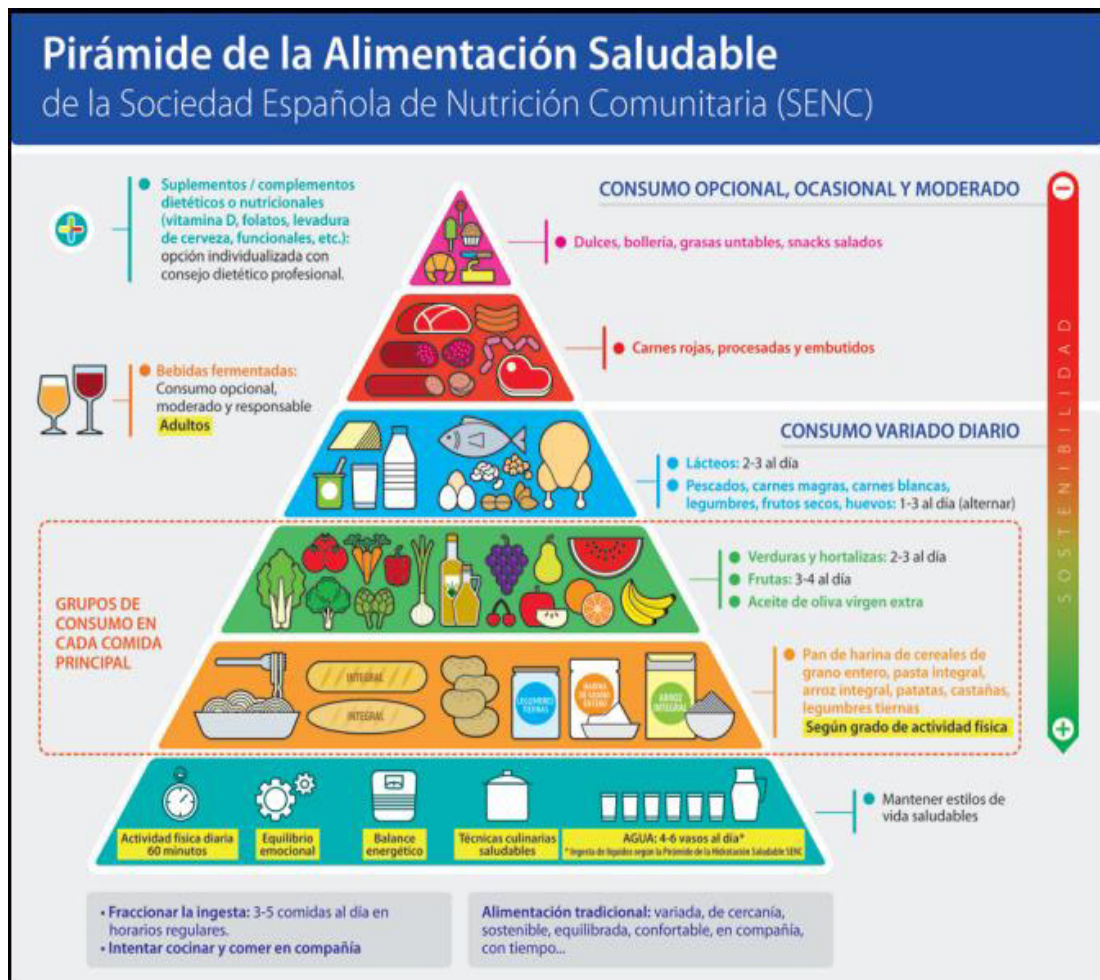 Pirámide de la Alimentación Saludable
de la Sociedad Española de Nutrición Comunitaria (SENC)
Suplementos / complementos
dietéticos o nutricionales
(vitamina D, folatos, levadura
de cerveza, funcionales, etc.):
opción individualizada con
consejo dietético profesional.
CONSUMO OPCIONAL, OCASIONAL Y MODERADO
Dulces, bollería, grasas untables, snacks salados
Carnes rojas, procesadas y embutidos
Bebidas fermentadas:
Consumo opcional,
moderado y responsable
Adultos
CONSUMO VARIADO DIARIO
Lácteos: 2-3 al día
Pescados, carnes magras, carnes blancas,
legumbres, frutos secos, huevos: 1-3 al día (alternar)
SOSTENIBILIDAD
GRUPOS DE
CONSUMO EN
CADA COMIDA
PRINCIPAL
Verduras y hortalizas: 2-3 al día
Frutas: 3-4 al día
Aceite de oliva virgen extra
INTEGRAL
INTEGRAL
LEGUMBRES
TIERNAS
HARINA
DE GRANO
ENTERO
ARROZ
INTEGRAL
Pan de harina de cereales de
grano entero, pasta integral,
arroz integral, patatas, castañas,
legumbres tiernas
Según grado de actividad física
Actividad física diaria
60 minutos
Equilibrio
emocional
Balance
energético
Técnicas culinarias
saludables
AGUA: 4-6 vasos al día*
* Ingesta de líquidos según la Pirámide de la Hidratación Saludable SENC
Mantener estilos de
vida saludables
• Fraccionar la ingesta: 3-5 comidas al día en
horarios regulares.
• Intentar cocinar y comer en compañía
Alimentación tradicional: variada, de cercanía,
sostenible, equilibrada, confortable, en compañía,
con tiempo...